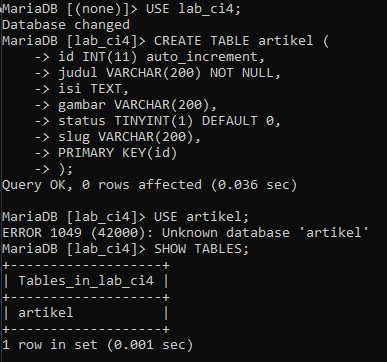 MariaDB [(none)]> USE lab_ci4;
Database changed
MariaDB [lab_ci4]> CREATE TABLE artikel (
    -> id INT(11) auto_increment,
    -> judul VARCHAR(200) NOT NULL,
    -> isi TEXT,
    -> gambar VARCHAR(200),
    -> status TINYINT(1) DEFAULT 0,
    -> slug VARCHAR(200),
    -> PRIMARY KEY(id)
    -> );
Query OK, 0 rows affected (0.036 sec)

MariaDB [lab_ci4]> USE artikel;
ERROR 1049 (42000): Unknown database 'artikel'
MariaDB [lab_ci4]> SHOW TABLES;
+-------------------+
| Tables_in_lab_ci4 |
+-------------------+
| artikel           |
+-------------------+
1 row in set (0.001 sec)